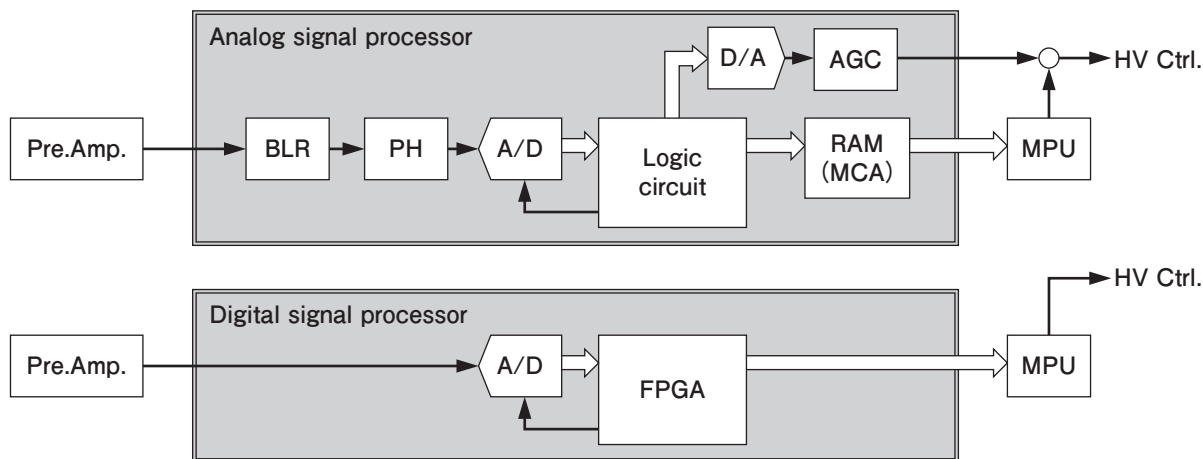 Analog signal processor
D/A
AGC
HV Ctrl.
Pre.Amp.
BLR
PH
A/D
Logic
circuit
RAM
(MCA)
MPU
Digital signal processor
HV Ctrl.
Pre.Amp.
A/D
FPGA
MPU